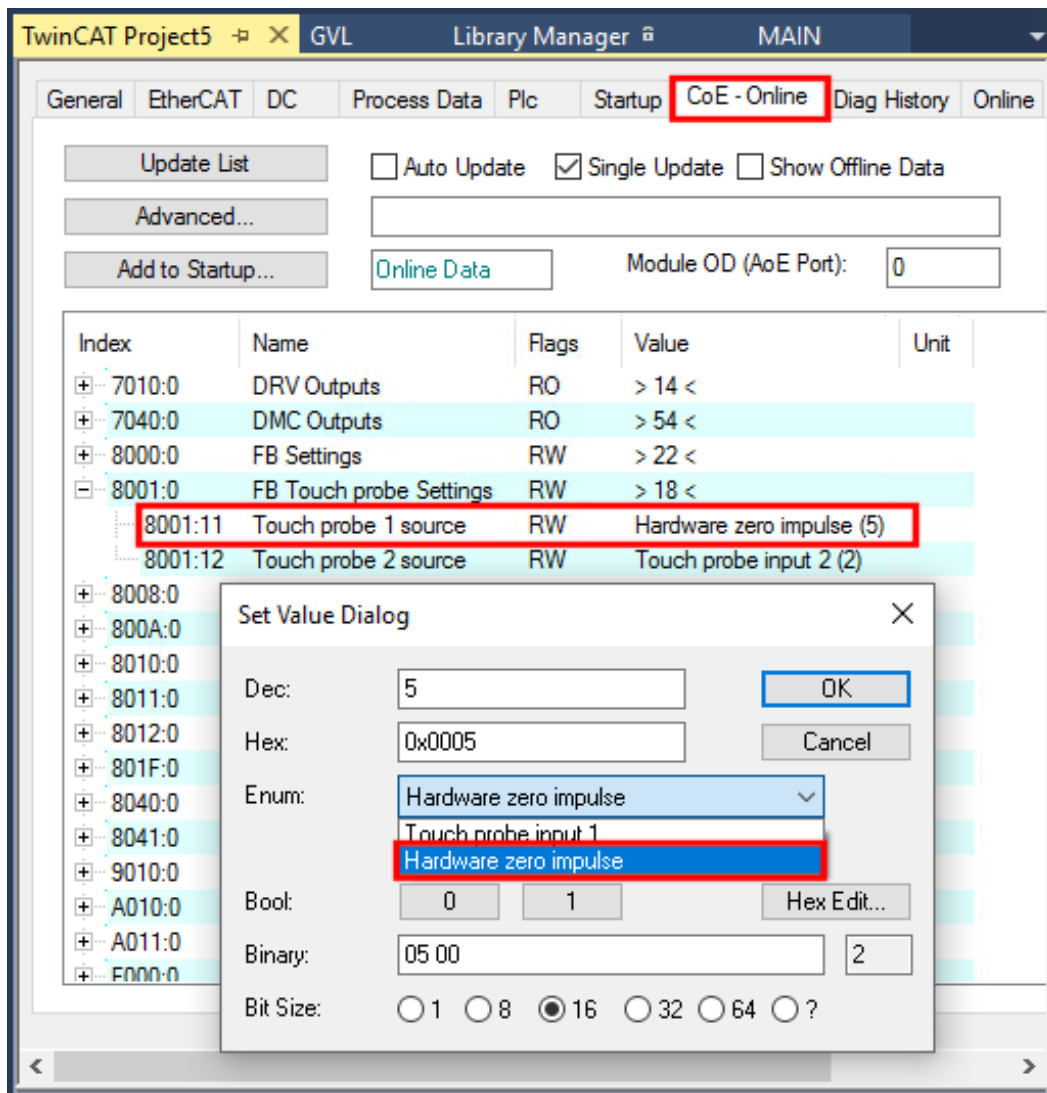 TwinCAT Project5 GVL Library Manager MAIN
General EtherCAT DC Process Data Plc Startup CoE - Online Diag History Online
Update List Auto Update Single Update Show Offline Data
Advanced...
Add to Startup... Online Data Module OD (AoE Port): 0
Index Name Flags Value Unit
7010:0 DRV Outputs RO > 14 <
7040:0 DMC Outputs RO > 54 <
8000:0 FB Settings RW > 22 <
8001:0 FB Touch probe Settings RW > 18 <
8001:11 Touch probe 1 source RW Hardware zero impulse (5)
8001:12 Touch probe 2 source RW Touch probe input 2 (2)
8008:0
800A:0
8010:0
8011:0
8012:0
801F:0
8040:0
8041:0
9010:0
A010:0
A011:0
F000:0
Set Value Dialog
Dec: 5 OK
Hex: 0x0005 Cancel
Enum: Hardware zero impulse
Touch probe input 1
Hardware zero impulse
Bool: 0 1 Hex Edit...
Binary: 05 00 2
Bit Size: 1 8 16 32 64 ?